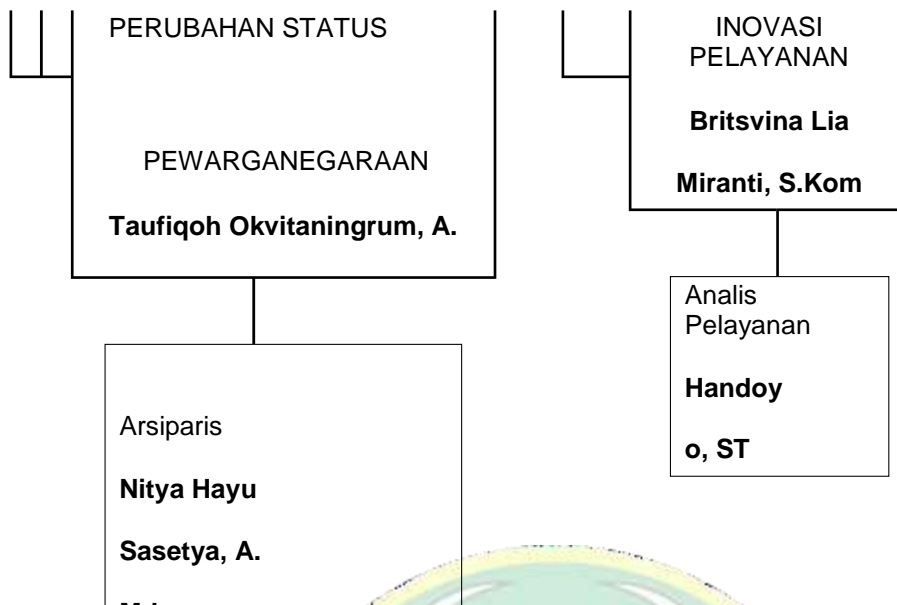 PERUBAHAN STATUS
PEWARGANEGARAAN
Taufiqoh Okvitaningrum, A.
Arsiparis
Nitya Hayu
Sasetya, A.
INOVASI
PELAYANAN
Britsvina Lia
Miranti, S.Kom
Analis
Pelayanan
Handoy
o, ST